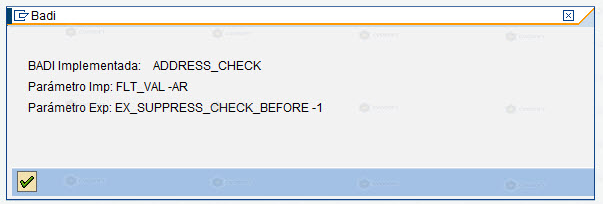 Badi
BADI Implementada: ADDRESS_CHECK
Parámetro Imp: FLT_VAL -AR
Parámetro Exp: EX_SUPPRESS_CHECK_BEFORE -1